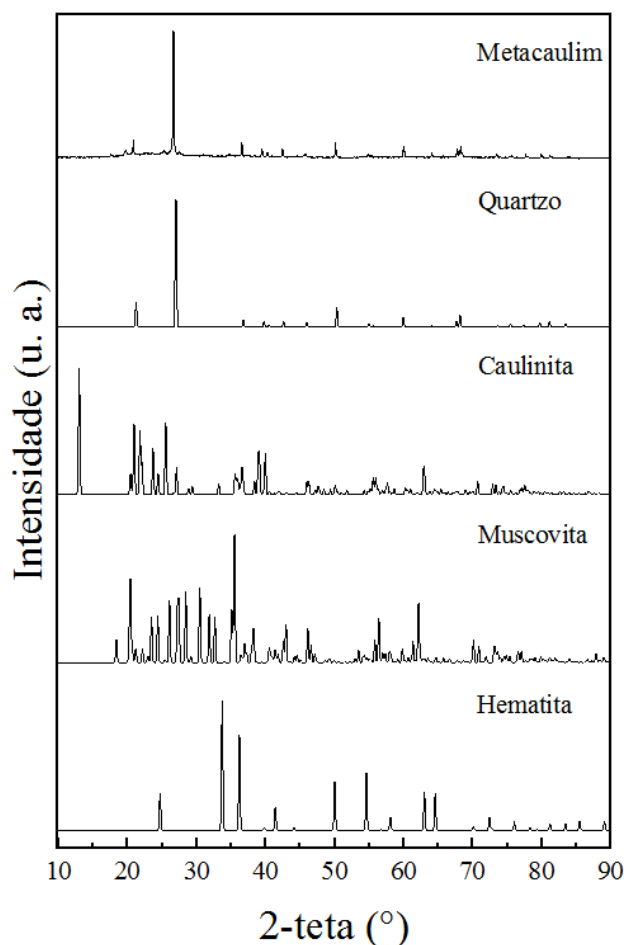 Metacaulim
Quartzo
Caulinita
Muscovita
Hematita
Intensidade (u. a.)
10 20 30 40 50 60 70 80 90
2-teta (°)